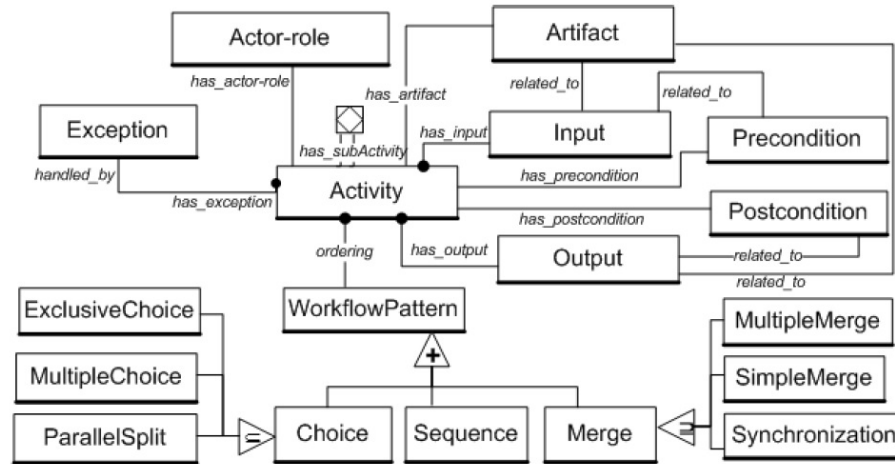 Actor-role
Artifact
has_actor-role
has_artifact
related_to
related_to
Exception
has_input
Input
Precondition
has_subActivity
handled_by
has_exception
Activity
has_precondition
Postcondition
has_postcondition
ordering
has_output
Output
related_to
related_to
ExclusiveChoice
WorkflowPattern
MultipleMerge
MultipleChoice
+
SimpleMerge
ParallelSplit
Choice
Sequence
Merge
Synchronization